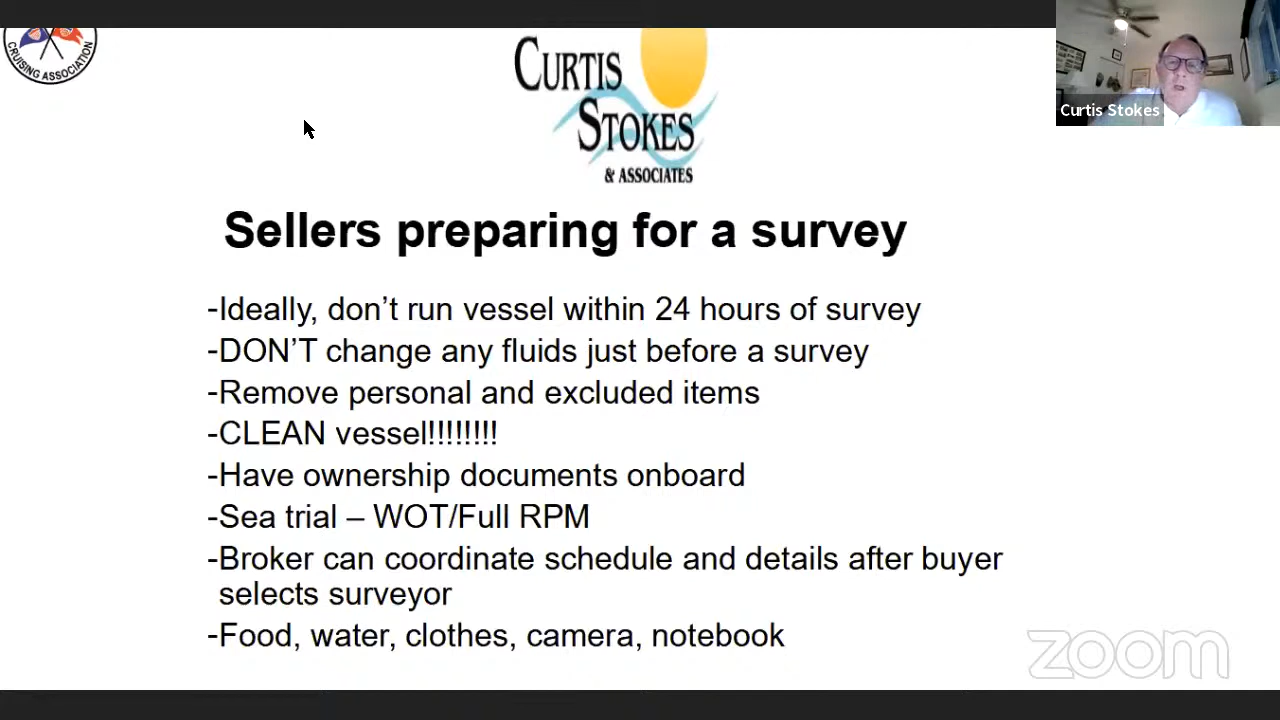 CRUISING ASSOCIATION
CURTIS
STOKES
& ASSOCIATES
Curtis Stokes
Sellers preparing for a survey
-Ideally, don’t run vessel within 24 hours of survey
-DON’T change any fluids just before a survey
-Remove personal and excluded items
-CLEAN vessel!!!!!!!!
-Have ownership documents onboard
-Sea trial – WOT/Full RPM
-Broker can coordinate schedule and details after buyer
selects surveyor
-Food, water, clothes, camera, notebook
zoom